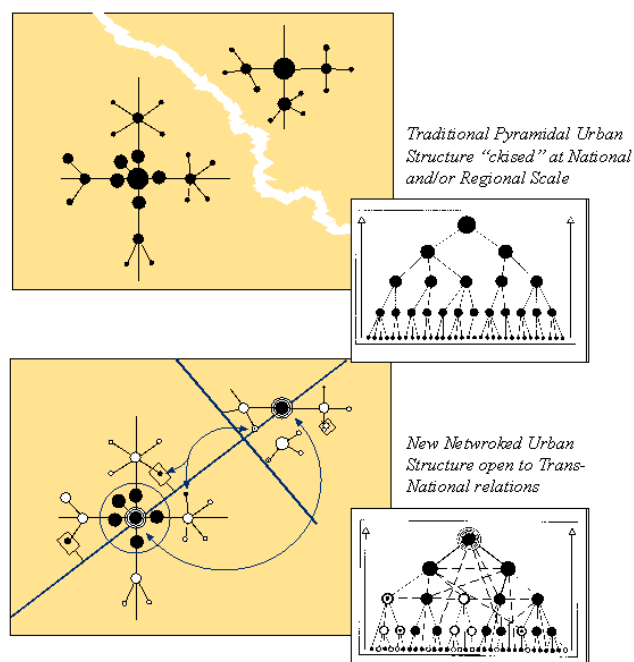 Traditional Pyramidal Urban
Structure “ckised” at National
and/or Regional Scale
New Netwroked Urban
Structure open to Trans-
National relations